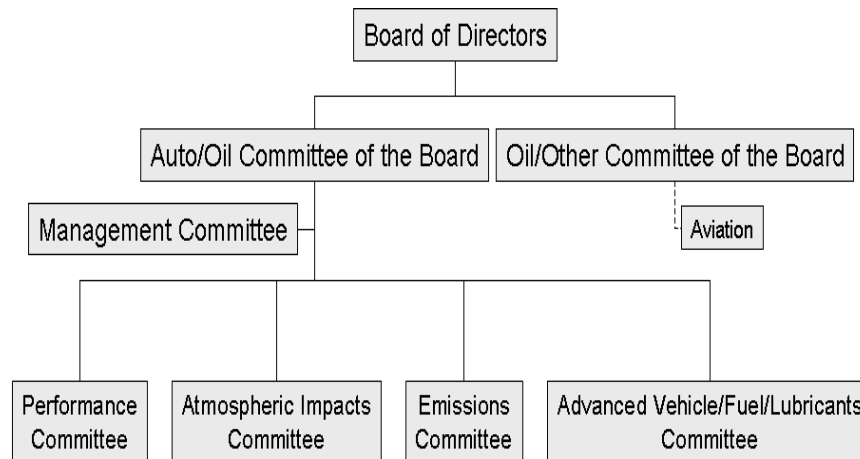 Board of Directors
Auto/Oil Committee of the Board
Oil/Other Committee of the Board
Management Committee
Aviation
Performance
Committee
Atmospheric Impacts
Committee
Emissions
Committee
Advanced Vehicle/Fuel/Lubricants
Committee